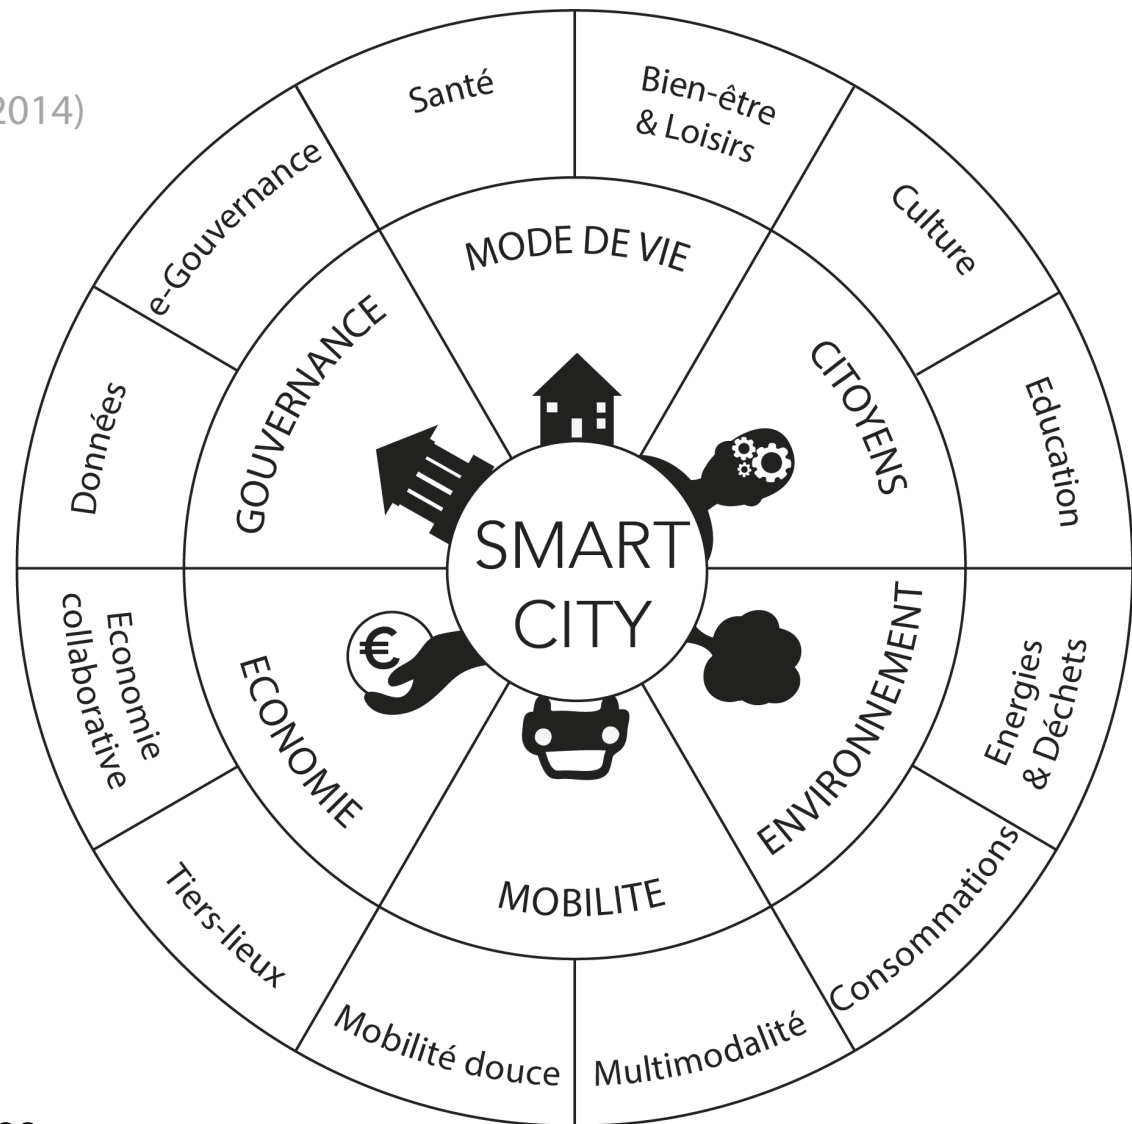 2014)
Santé
Bien-être
& Loisirs
Culture
Education
Energies
& Déchets
Consommations
Multimodalité
Mobilité douce
Tiers-lieux
Economie
collaborative
Données
e-Gouvernance
MODE DE VIE
CITOYENS
ENVIRONNEMENT
MOBILITE
ECONOMIE
€
GOUVERNANCE
SMART
CITY